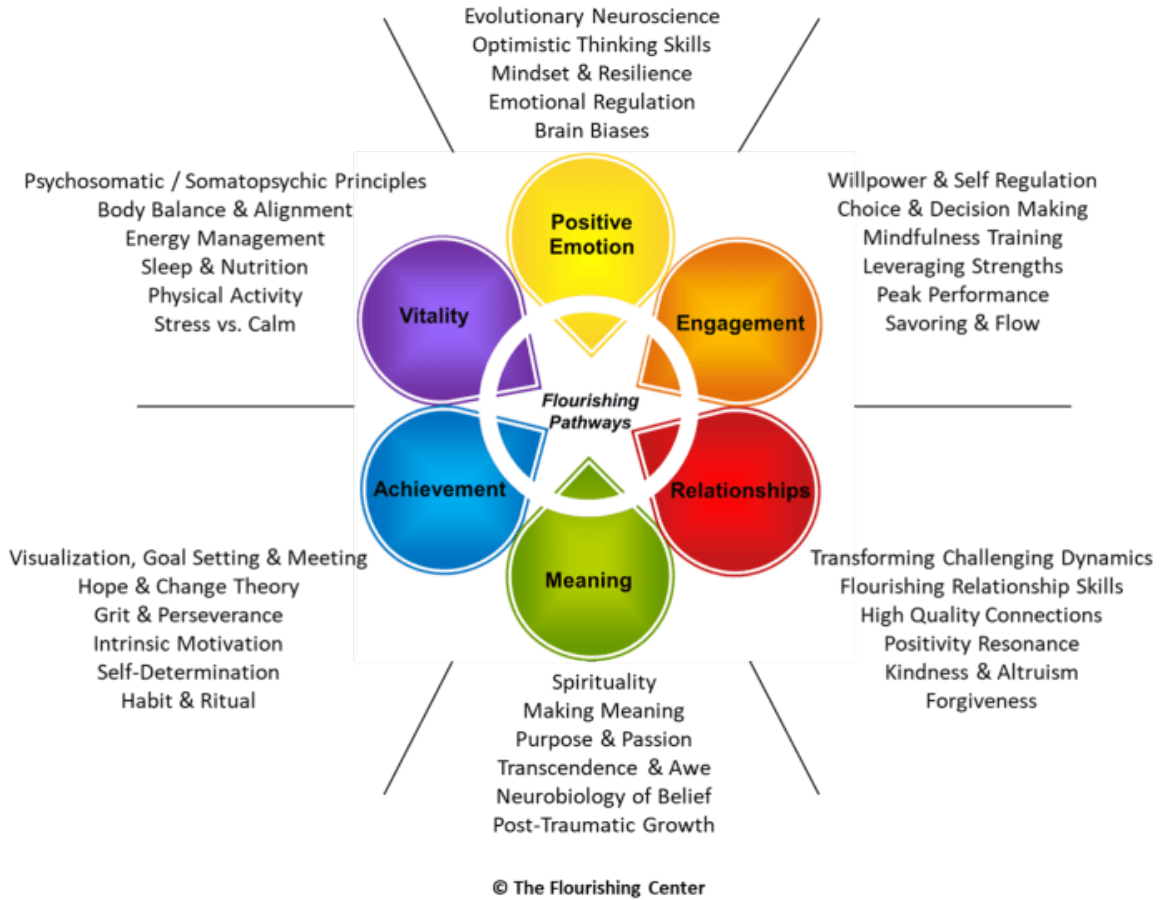 Evolutionary Neuroscience
Optimistic Thinking Skills
Mindset & Resilience
Emotional Regulation
Brain Biases
Psychosomatic / Somatopsychic Principles
Body Balance & Alignment
Energy Management
Sleep & Nutrition
Physical Activity
Stress vs. Calm
Positive
Emotion
Willpower & Self Regulation
Choice & Decision Making
Mindfulness Training
Leveraging Strengths
Peak Performance
Savoring & Flow
Vitality
Engagement
Flourishing
Pathways
Achievement
Relationships
Meaning
Visualization, Goal Setting & Meeting
Hope & Change Theory
Grit & Perseverance
Intrinsic Motivation
Self-Determination
Habit & Ritual
Transforming Challenging Dynamics
Flourishing Relationship Skills
High Quality Connections
Positivity Resonance
Kindness & Altruism
Forgiveness
Spirituality
Making Meaning
Purpose & Passion
Transcendence & Awe
Neurobiology of Belief
Post-Traumatic Growth
© The Flourishing Center